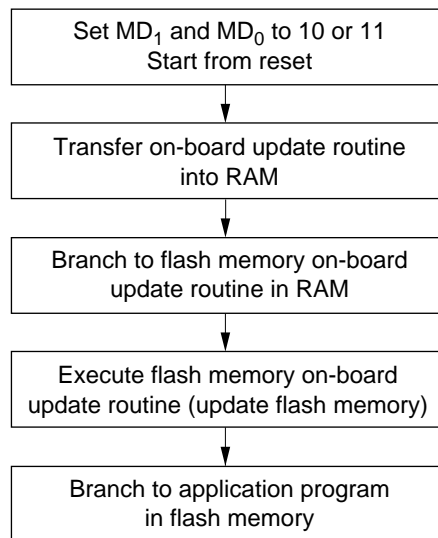 Set MD₁ and MD₀ to 10 or 11
Start from reset
Transfer on-board update routine
into RAM
Branch to flash memory on-board
update routine in RAM
Execute flash memory on-board
update routine (update flash memory)
Branch to application program
in flash memory